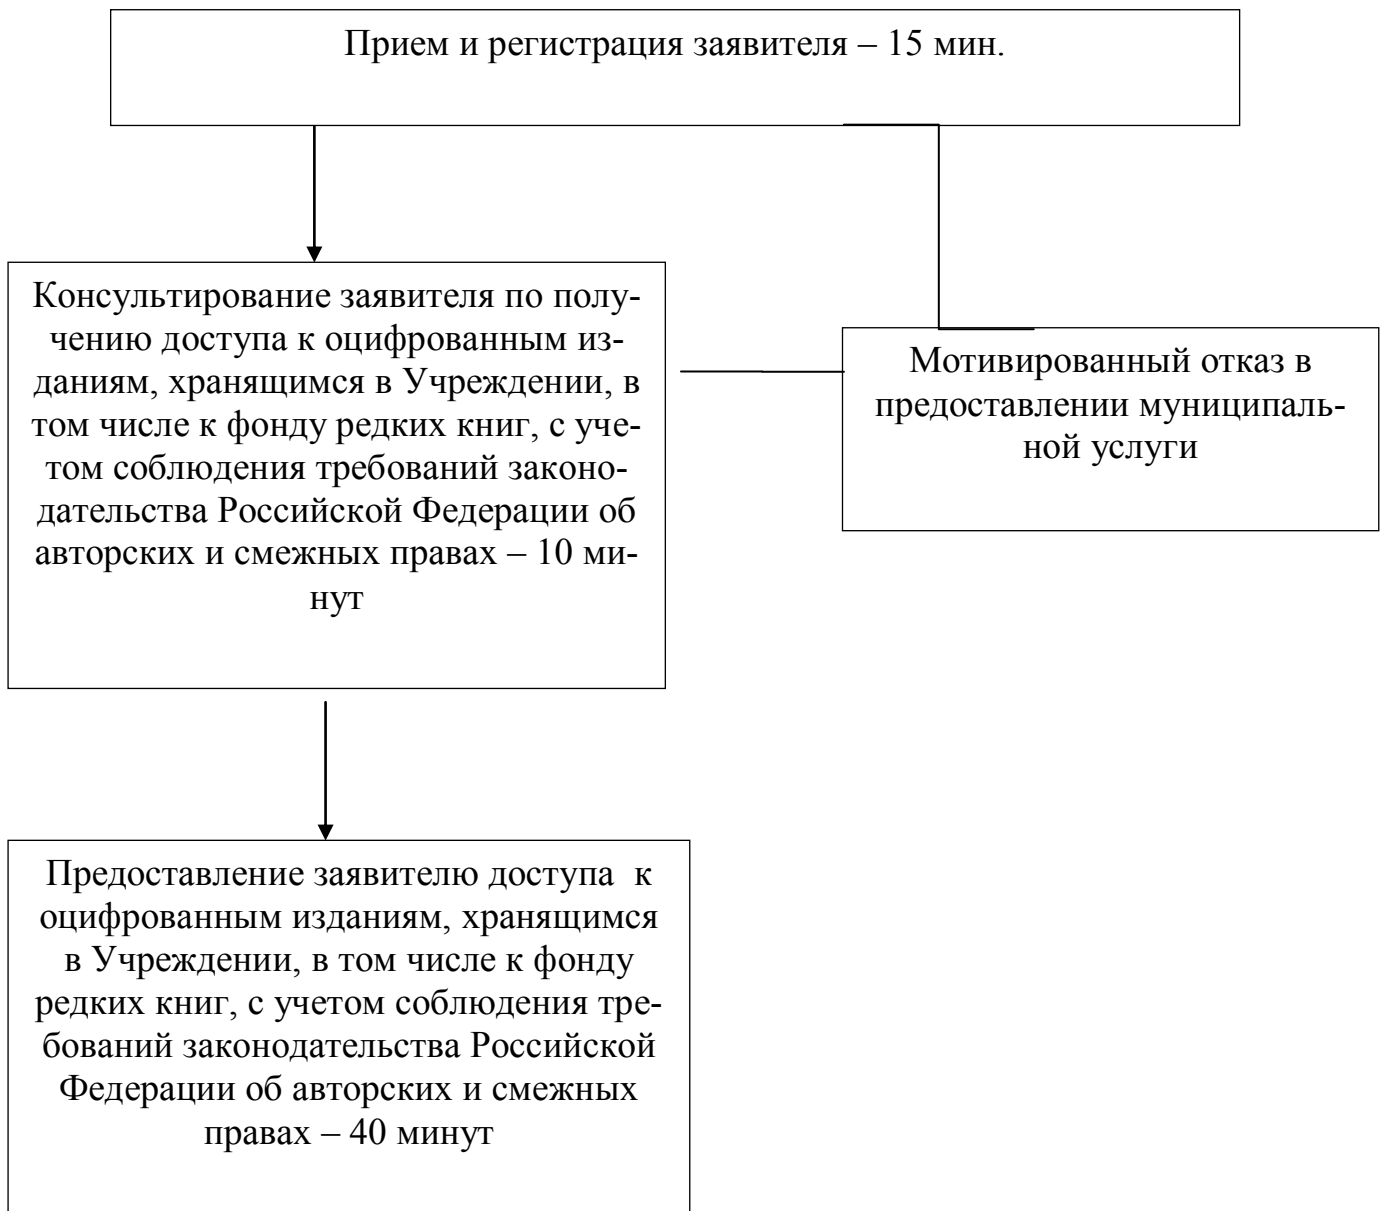 Прием и регистрация заявителя – 15 мин.
Консультирование заявителя по полу-
чению доступа к оцифрованным из-
даниям, хранящимся в Учреждении, в
том числе к фонду редких книг, с уче-
том соблюдения требований законо-
дательства Российской Федерации об
авторских и смежных правах – 10 ми-
нут
Мотивированный отказ в
предоставлении муниципаль-
ной услуги
Предоставление заявителю доступа  к
оцифрованным изданиям, хранящимся
в Учреждении, в том числе к фонду
редких книг, с учетом соблюдения тре-
бований законодательства Российской
Федерации об авторских и смежных
правах – 40 минут